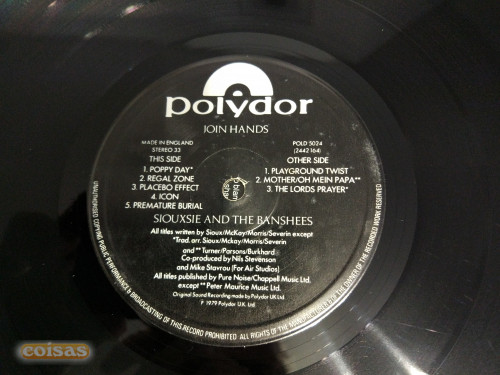 polydor
JOIN HANDS
MADE IN ENGLAND
STEREO 33
POLD 5024
(2442 164)
THIS SIDE
1. POPPY DAY*
2. REGAL ZONE
3. PLACEBO EFFECT
4. ICON
5. PREMATURE BURIAL
OTHER SIDE
1. PLAYGROUND TWIST
2. MOTHER/OH MEIN PAPA**
3. THE LORDS PRAYER*
SIOUXSIE AND THE BANSHEES
All titles written by Sioux/McKay/Morris/Severin except
*Trad. arr. Sioux/Mckay/Morris/Severin
and ** Turner/Parsons/Burkhard
Co-produced by Nils Stevenson
and Mike Stavrou (For Air Studios)
All titles published by Pure Noise/Chappell Music Ltd.
except ** Peter Maurice Music Ltd.
Original Sound Recording made by Polydor UK Ltd.
P 1979 Polydor U.K. Ltd.
UNAUTHORISED COPYING PUBLIC PERFORMANCE & BROADCASTING OF THIS RECORD PROHIBITED ALL RIGHTS OF THE MANUFACTURER & THE OWNER OF THE RECORDED WORK RESERVED
coisas